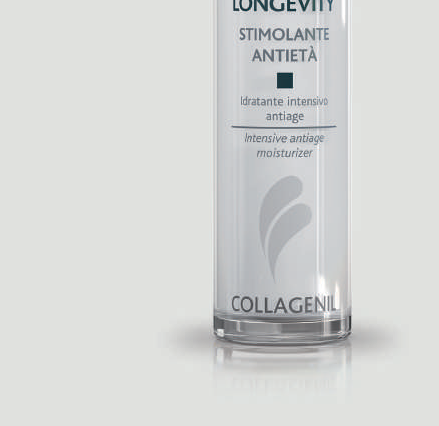 LONGEVITY
STIMOLANTE
ANTIETÀ
Idratante intensivo
antiage
Intensive antiage
moisturizer
COLLAGENIL